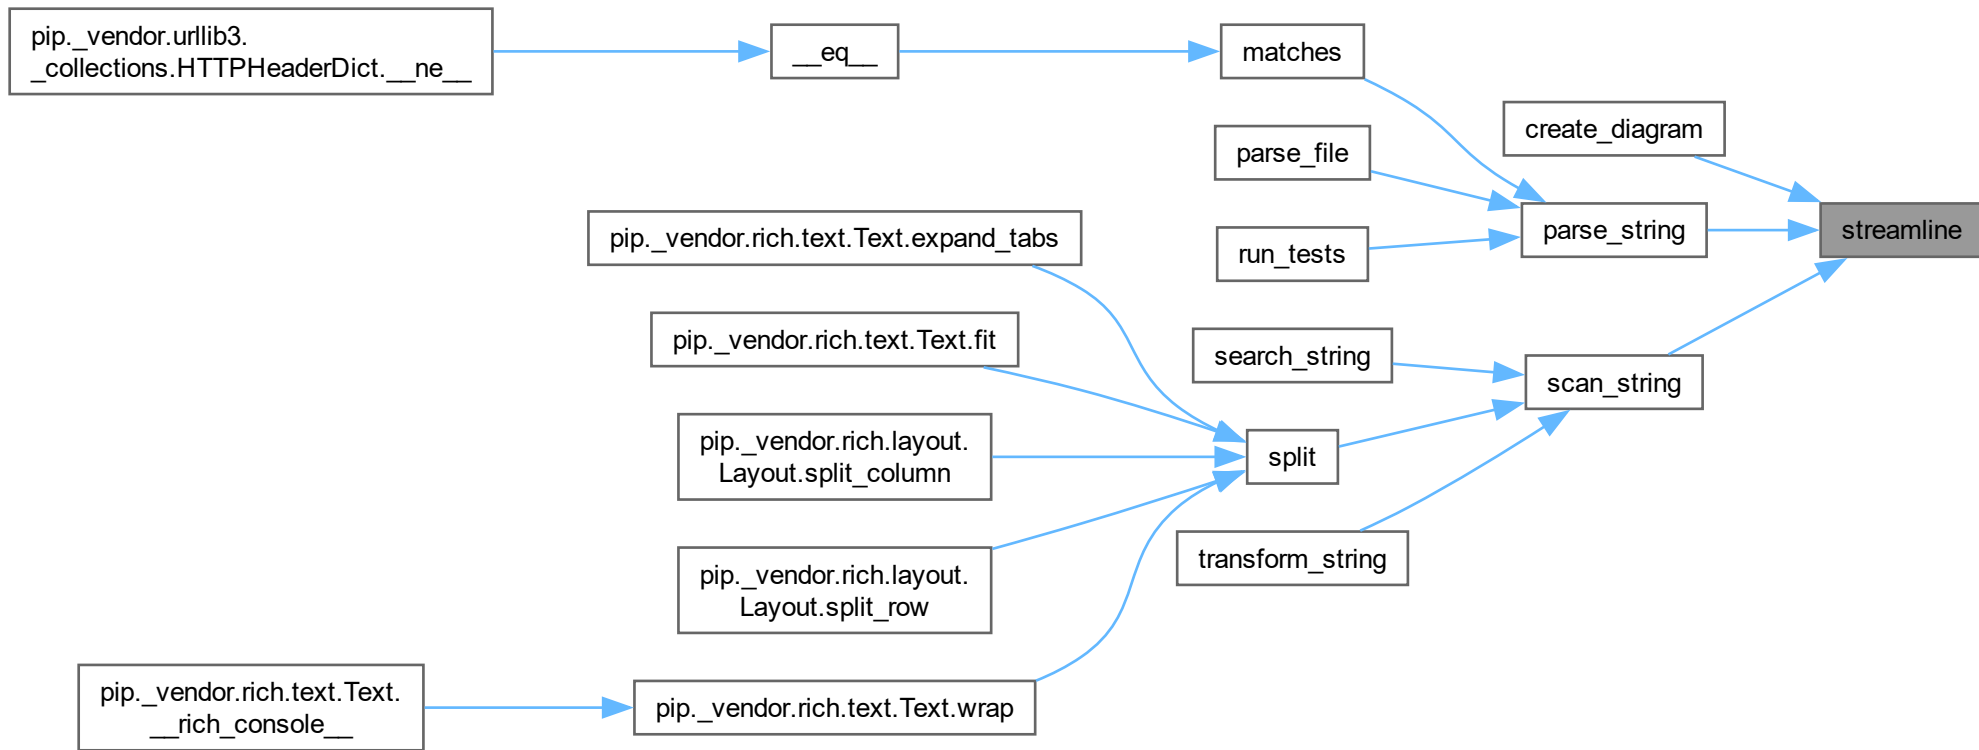 pip._vendor.urllib3.
_collections.HTTPHeaderDict.__ne__
__eq__
matches
create_diagram
parse_file
streamline
parse_string
pip._vendor.rich.text.Text.expand_tabs
run_tests
pip._vendor.rich.text.Text.fit
search_string
scan_string
pip._vendor.rich.layout.
Layout.split_column
split
transform_string
pip._vendor.rich.layout.
Layout.split_row
pip._vendor.rich.text.Text.
__rich_console__
pip._vendor.rich.text.Text.wrap